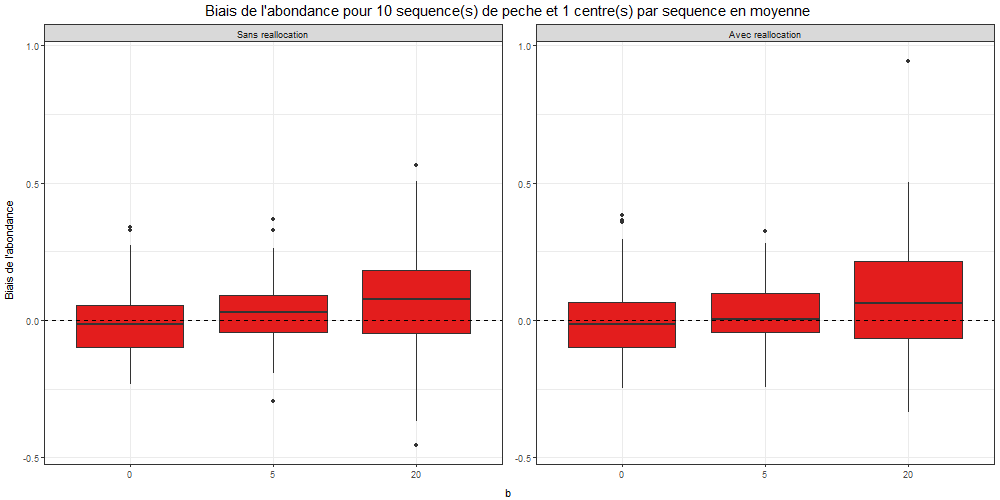 Biais de l'abondance pour 10 sequence(s) de peche et 1 centre(s) par sequence en moyenne
Sans reallocation
Avec reallocation
Biais de l'abondance
1.0
0.5
0.0
-0.5
1.0
0.5
0.0
-0.5
0 5 20
0 5 20
b